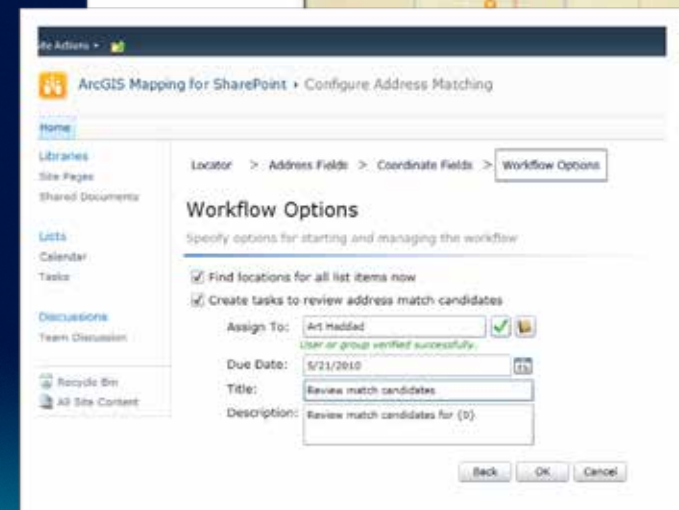 Site Actions
ArcGIS Mapping for SharePoint › Configure Address Matching
Home
Libraries
Site Pages
Shared Documents
Lists
Calendar
Tasks
Discussions
Team Discussion
Recycle Bin
All Site Content
Locator > Address Fields > Coordinate Fields > Workflow Options
Workflow Options
Specify options for starting and managing the workflow
Find locations for all list items now
Create tasks to review address match candidates
Assign To: Art Haddad
User or group verified successfully.
Due Date: 5/21/2010
Title: Review match candidates
Description: Review match candidates for {0}
Back OK Cancel